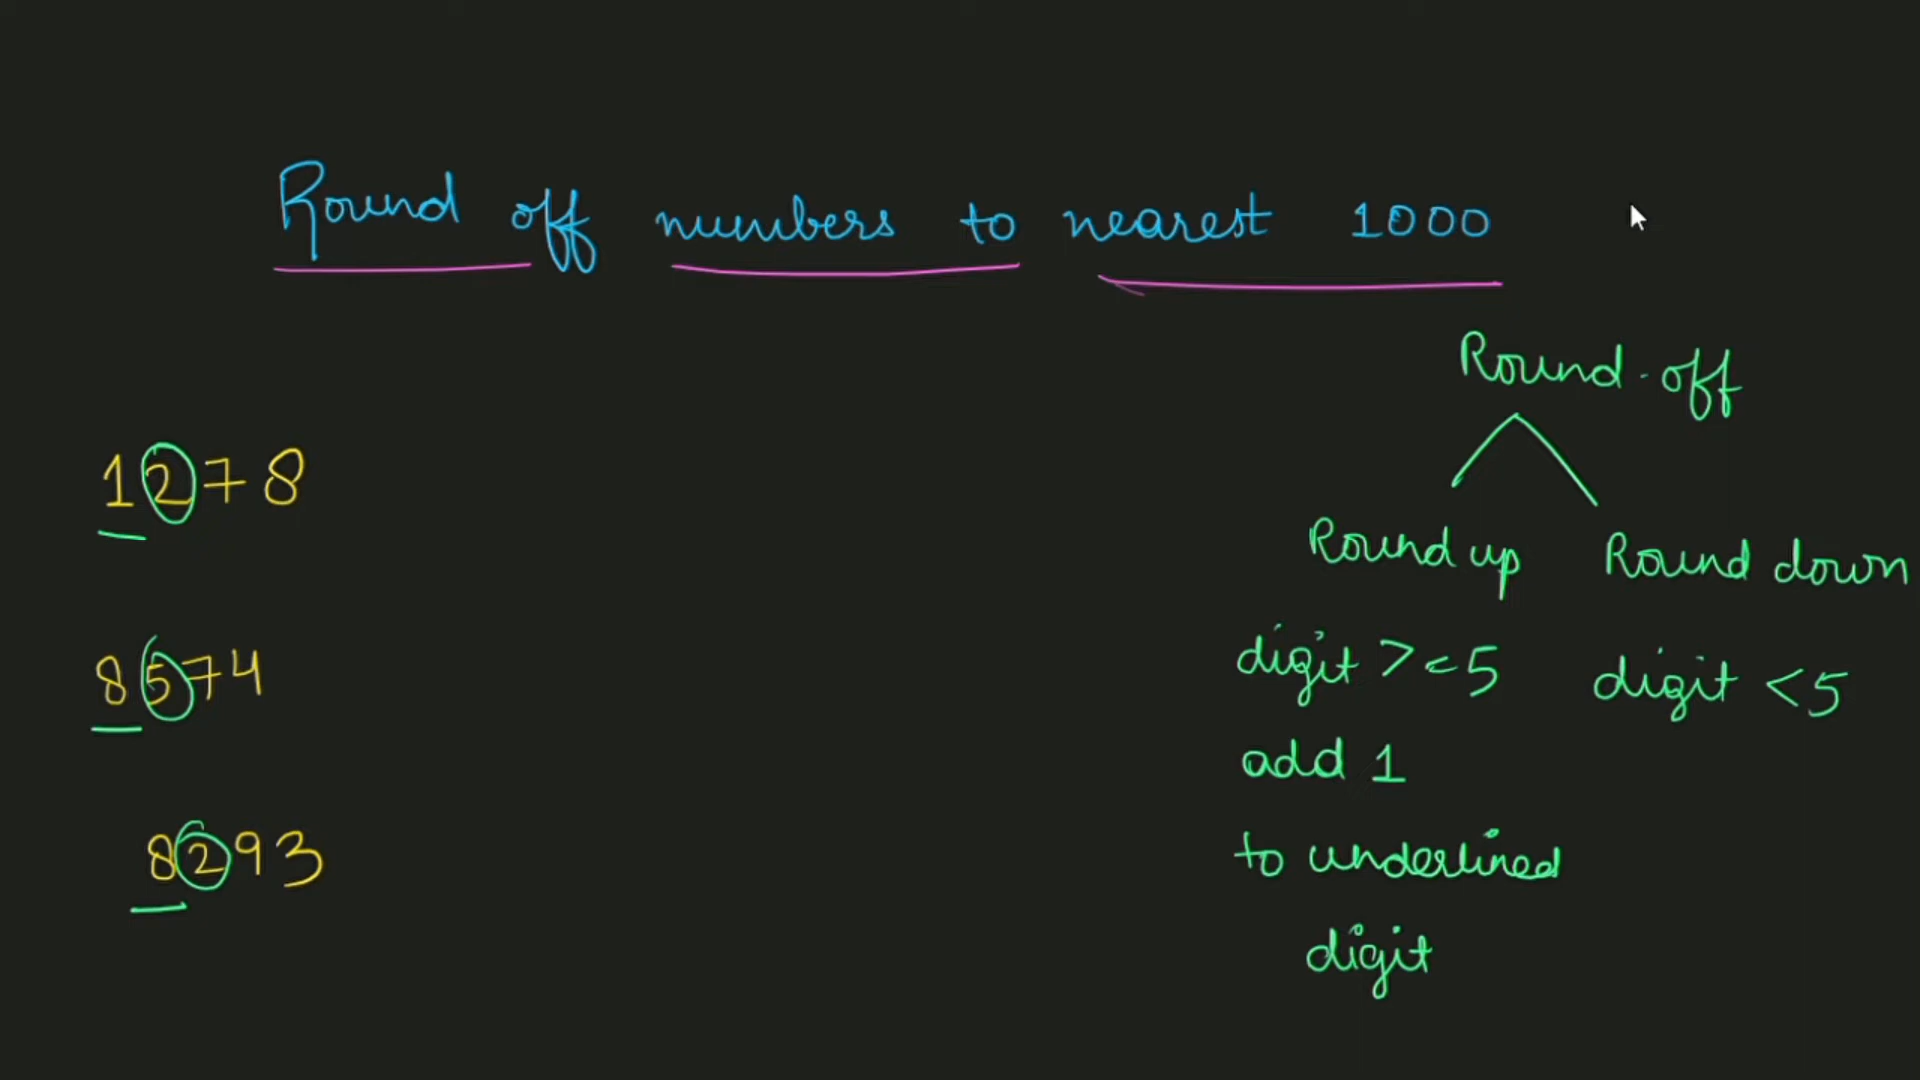 Round off numbers to nearest 1000
1278
8574
8293
Round-off
Round up
digit >=5
add 1
to underlined
digit
Round down
digit <5